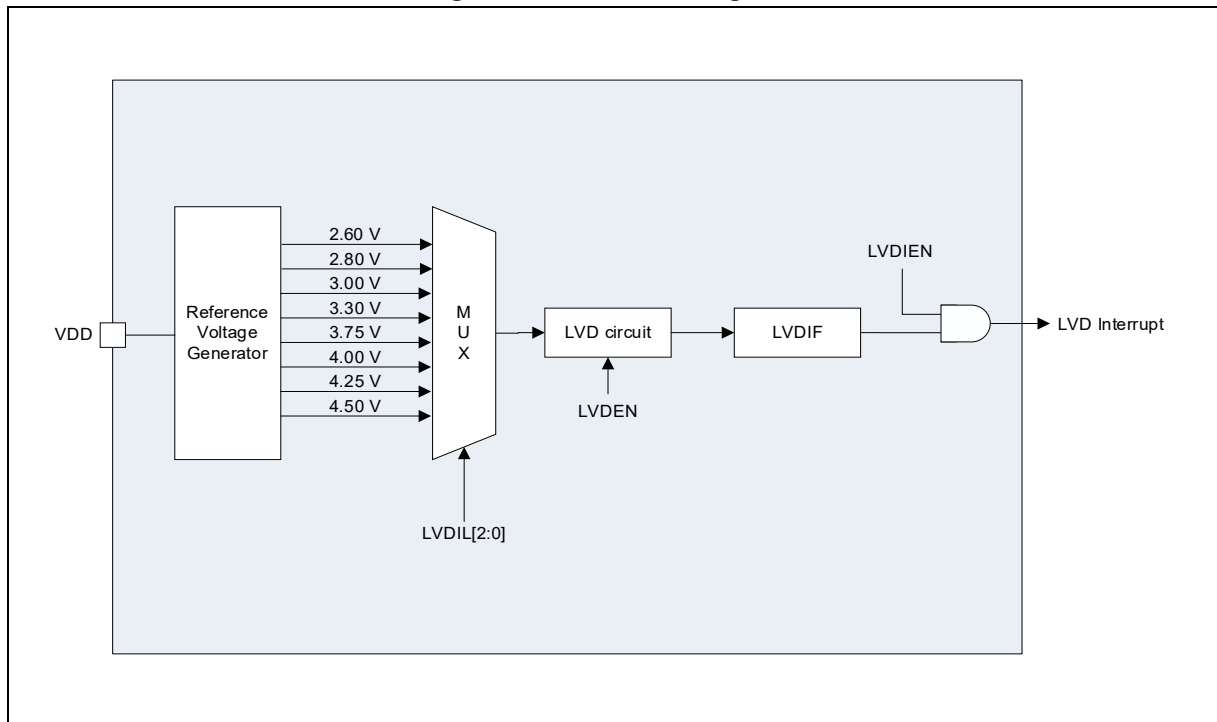 2.60 V
2.80 V
3.00 V
3.30 V
3.75 V
4.00 V
4.25 V
4.50 V
VDD
Reference
Voltage
Generator
M
U
X
LVDIL[2:0]
LVD circuit
LVDEN
LVDIF
LVDIEN
LVD Interrupt